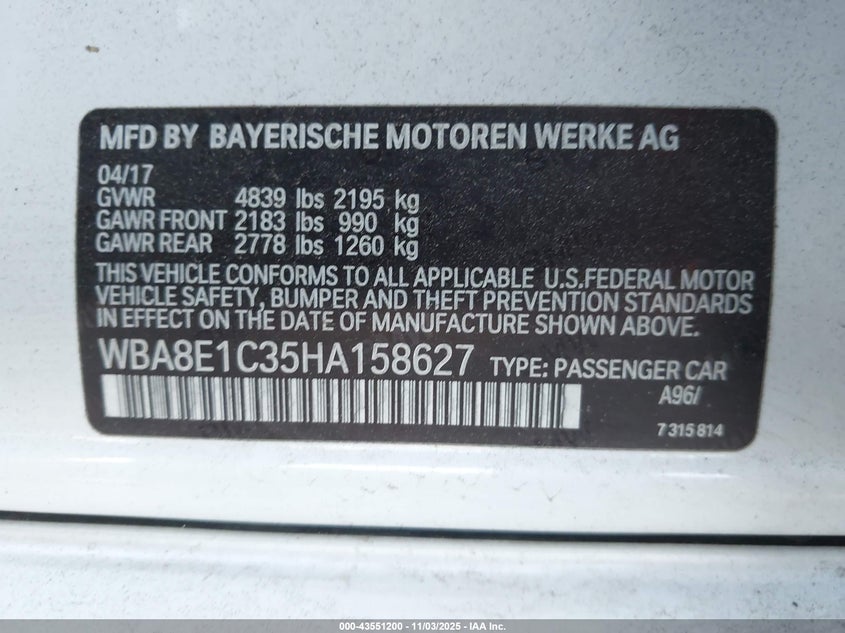 MFD BY BAYERISCHE MOTOREN WERKE AG
04/17
GVWR 4839 lbs 2195 kg
GAWR FRONT 2183 lbs 990 kg
GAWR REAR 2778 lbs 1260 kg
THIS VEHICLE CONFORMS TO ALL APPLICABLE U.S.FEDERAL MOTOR
VEHICLE SAFETY, BUMPER AND THEFT PREVENTION STANDARDS
IN EFFECT ON THE DATE OF MANUFACTURE SHOWN ABOVE.
WBA8E1C35HA158627 TYPE: PASSENGER CAR
A96/
7 315 814
000-43551200 - 11/03/2025 - IAA Inc.